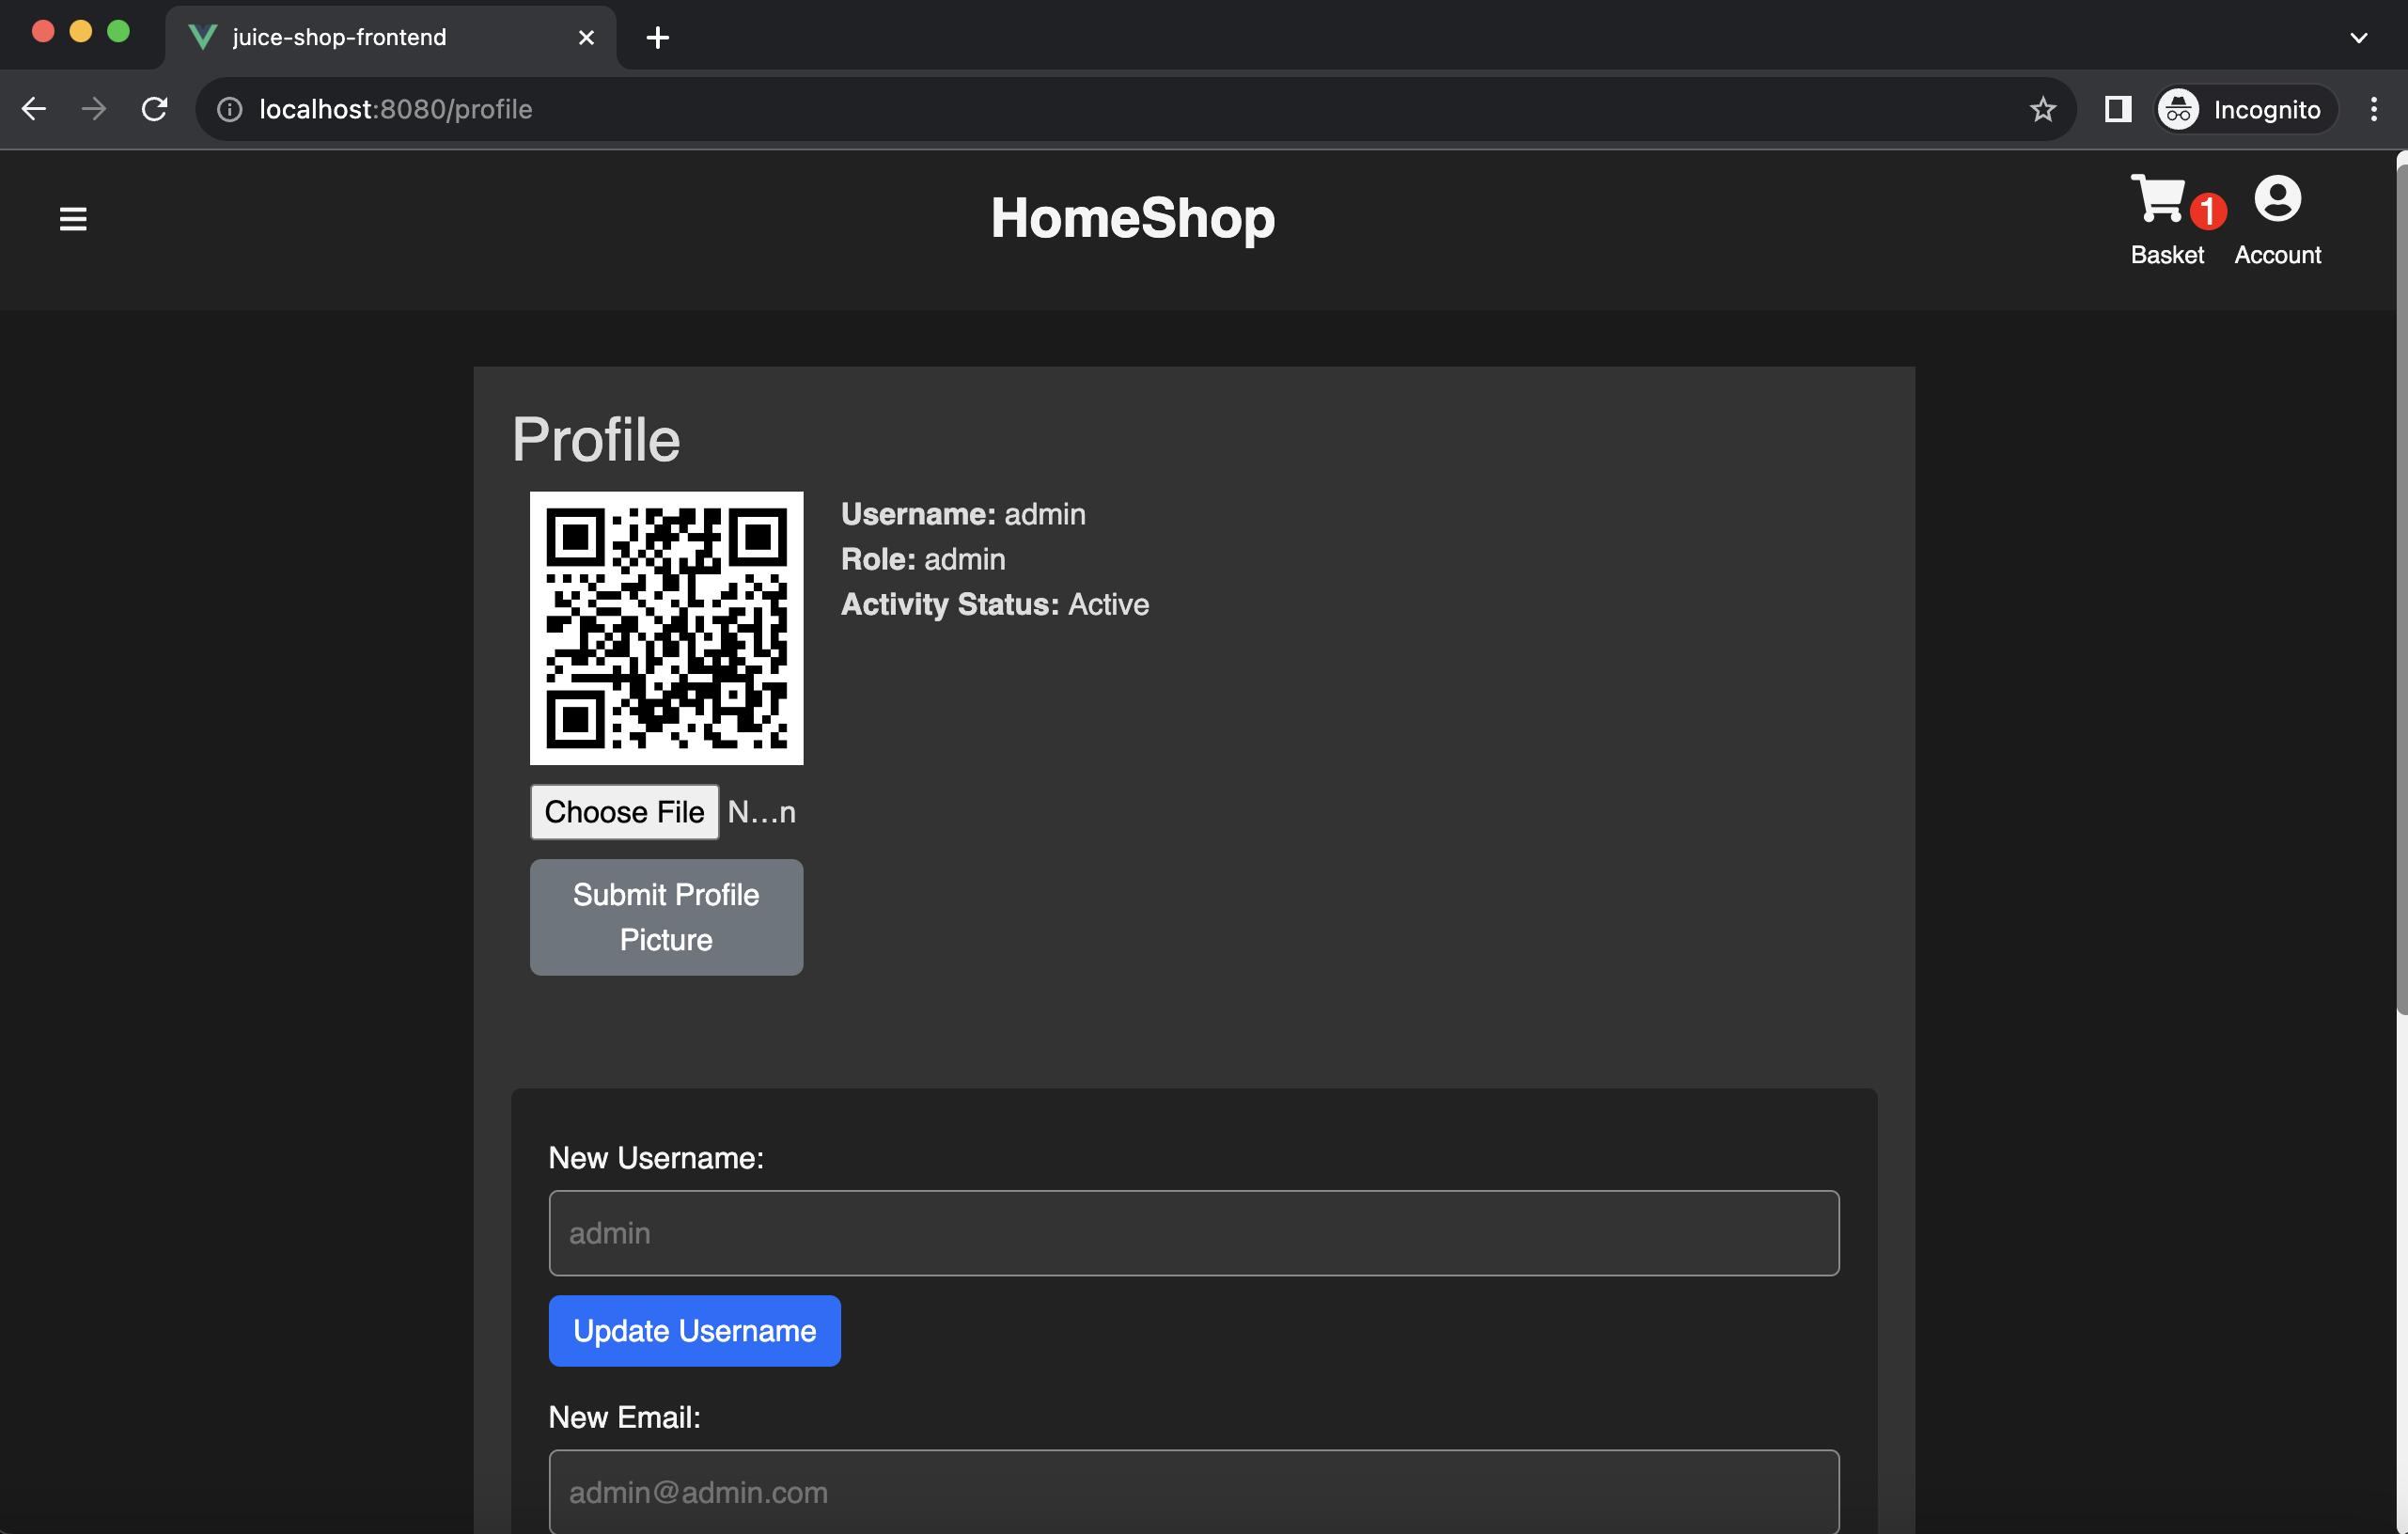 juice-shop-frontend
localhost:8080/profile
Incognito
HomeShop
1
Basket
Account
Profile
Username: admin
Role: admin
Activity Status: Active
Choose File N...n
Submit Profile
Picture
New Username:
admin
Update Username
New Email:
admin@admin.com